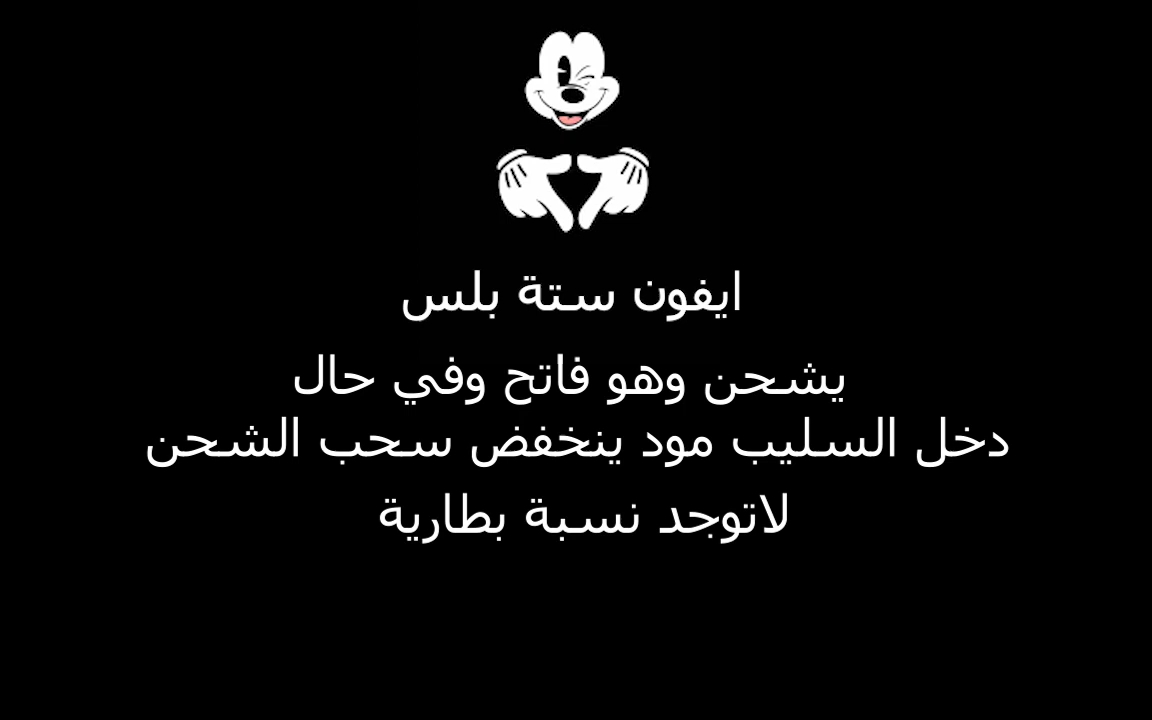 ايفون ستة بلس
يشحن وهو فاتح وفي حال
دخل السليب مود ينخفض سحب الشحن
لاتوجد نسبة بطارية